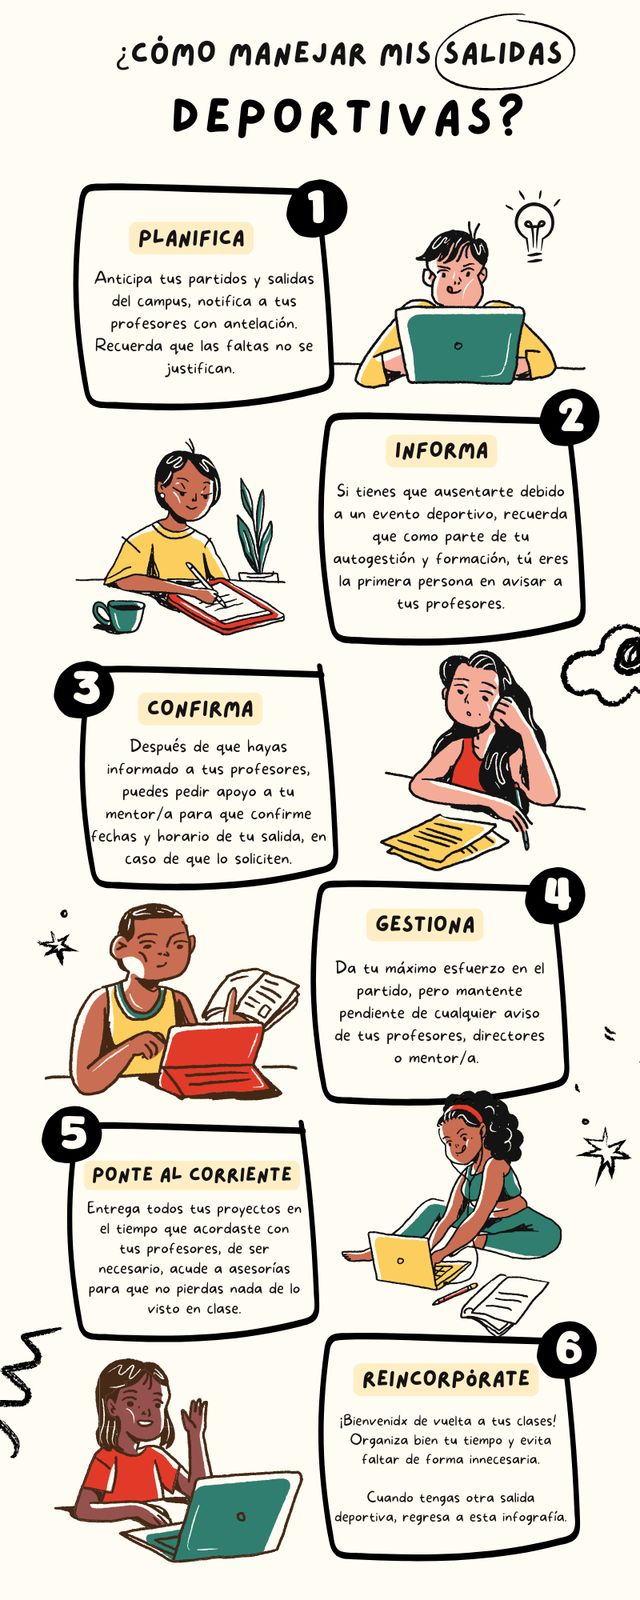 ¿CÓMO MANEJAR MIS SALIDAS
DEPORTIVAS?
1
PLANIFICA
Anticipa tus partidos y salidas
del campus, notifica a tus
profesores con antelación.
Recuerda que las faltas no se
justifican.
2
INFORMA
Si tienes que ausentarte debido
a un evento deportivo, recuerda
que como parte de tu
autogestión y formación, tú eres
la primera persona en avisar a
tus profesores.
3
CONFIRMA
Después de que hayas
informado a tus profesores,
puedes pedir apoyo a tu
mentor/a para que confirme
fechas y horario de tu salida, en
caso de que lo soliciten.
4
GESTIONA
Da tu máximo esfuerzo en el
partido, pero mantente
pendiente de cualquier aviso
de tus profesores, directores
o mentor/a.
5
PONTE AL CORRIENTE
Entrega todos tus proyectos en
el tiempo que acordaste con
tus profesores, de ser
necesario, acude a asesorías
para que no pierdas nada de lo
visto en clase.
6
REINCORPÓRATE
¡Bienvenidx de vuelta a tus clases!
Organiza bien tu tiempo y evita
faltar de forma innecesaria.
Cuando tengas otra salida
deportiva, regresa a esta infografía.